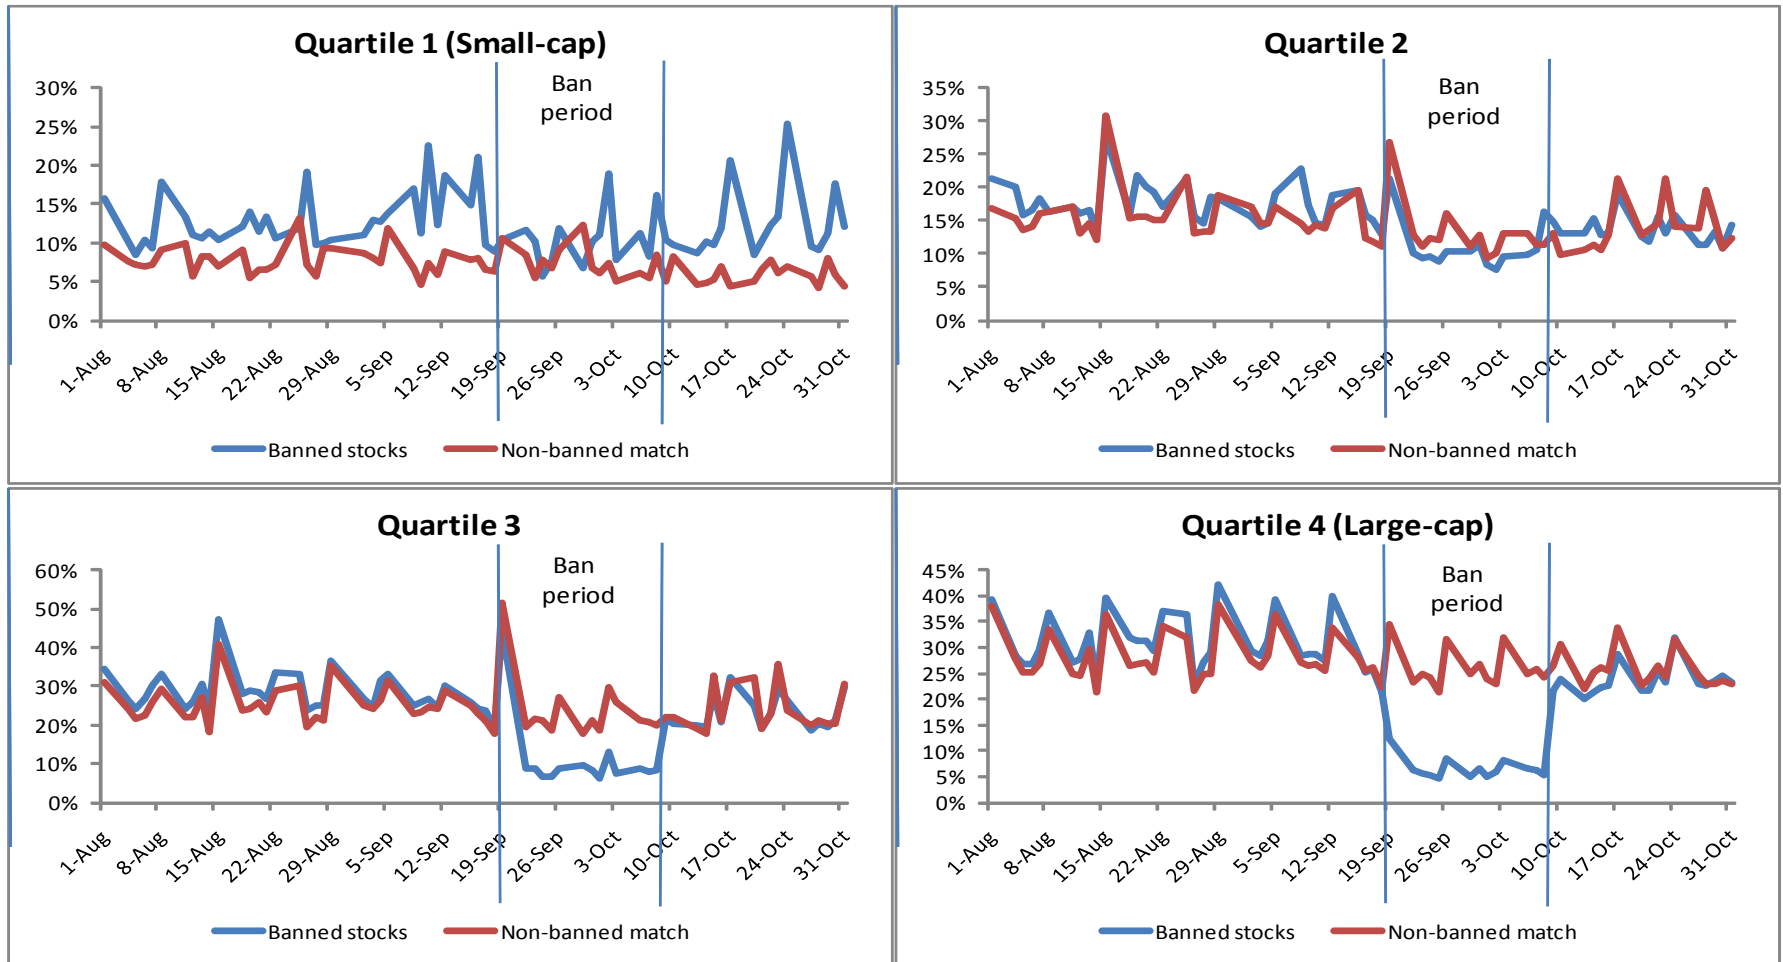 Quartile 1 (Small-cap)
Ban
period
30%
25%
20%
15%
10%
5%
0%
1-Aug
8-Aug
15-Aug
22-Aug
29-Aug
5-Sep
12-Sep
19-Sep
26-Sep
3-Oct
10-Oct
17-Oct
24-Oct
31-Oct
Banned stocks
Non-banned match
Quartile 2
Ban
period
35%
30%
25%
20%
15%
10%
5%
0%
1-Aug
8-Aug
15-Aug
22-Aug
29-Aug
5-Sep
12-Sep
19-Sep
26-Sep
3-Oct
10-Oct
17-Oct
24-Oct
31-Oct
Banned stocks
Non-banned match
Quartile 3
Ban
period
60%
50%
40%
30%
20%
10%
0%
1-Aug
8-Aug
15-Aug
22-Aug
29-Aug
5-Sep
12-Sep
19-Sep
26-Sep
3-Oct
10-Oct
17-Oct
24-Oct
31-Oct
Banned stocks
Non-banned match
Quartile 4 (Large-cap)
Ban
period
45%
40%
35%
30%
25%
20%
15%
10%
5%
0%
1-Aug
8-Aug
15-Aug
22-Aug
29-Aug
5-Sep
12-Sep
19-Sep
26-Sep
3-Oct
10-Oct
17-Oct
24-Oct
31-Oct
Banned stocks
Non-banned match